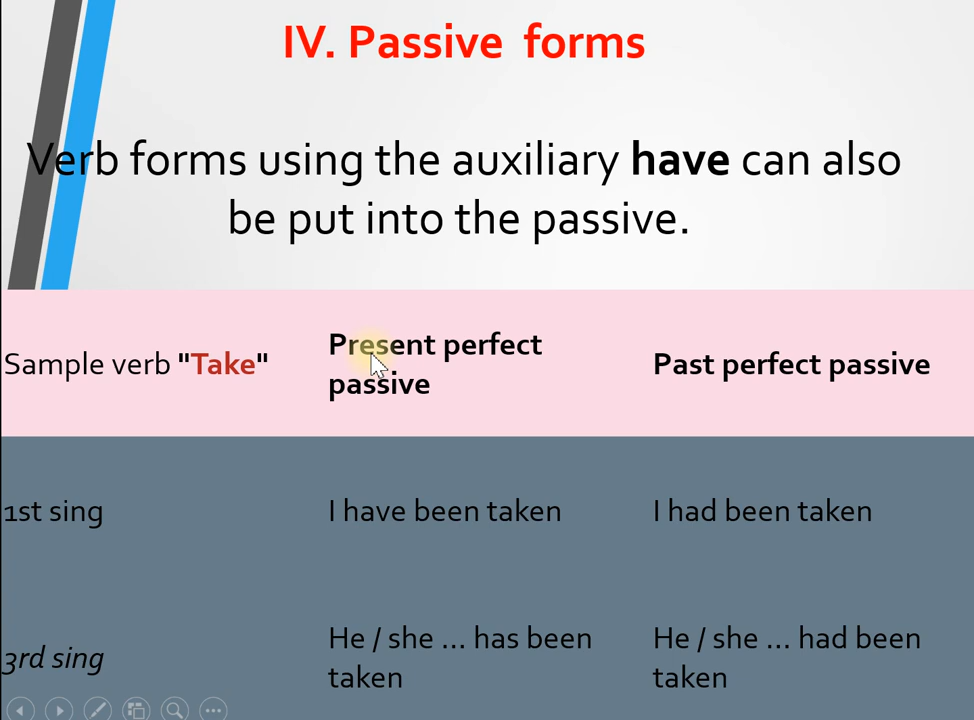 IV. Passive forms
Verb forms using the auxiliary have can also
be put into the passive.
Sample verb "Take"
Present perfect
passive
Past perfect passive
1st sing
I have been taken
I had been taken
3rd sing
He / she ... has been
taken
He / she ... had been
taken